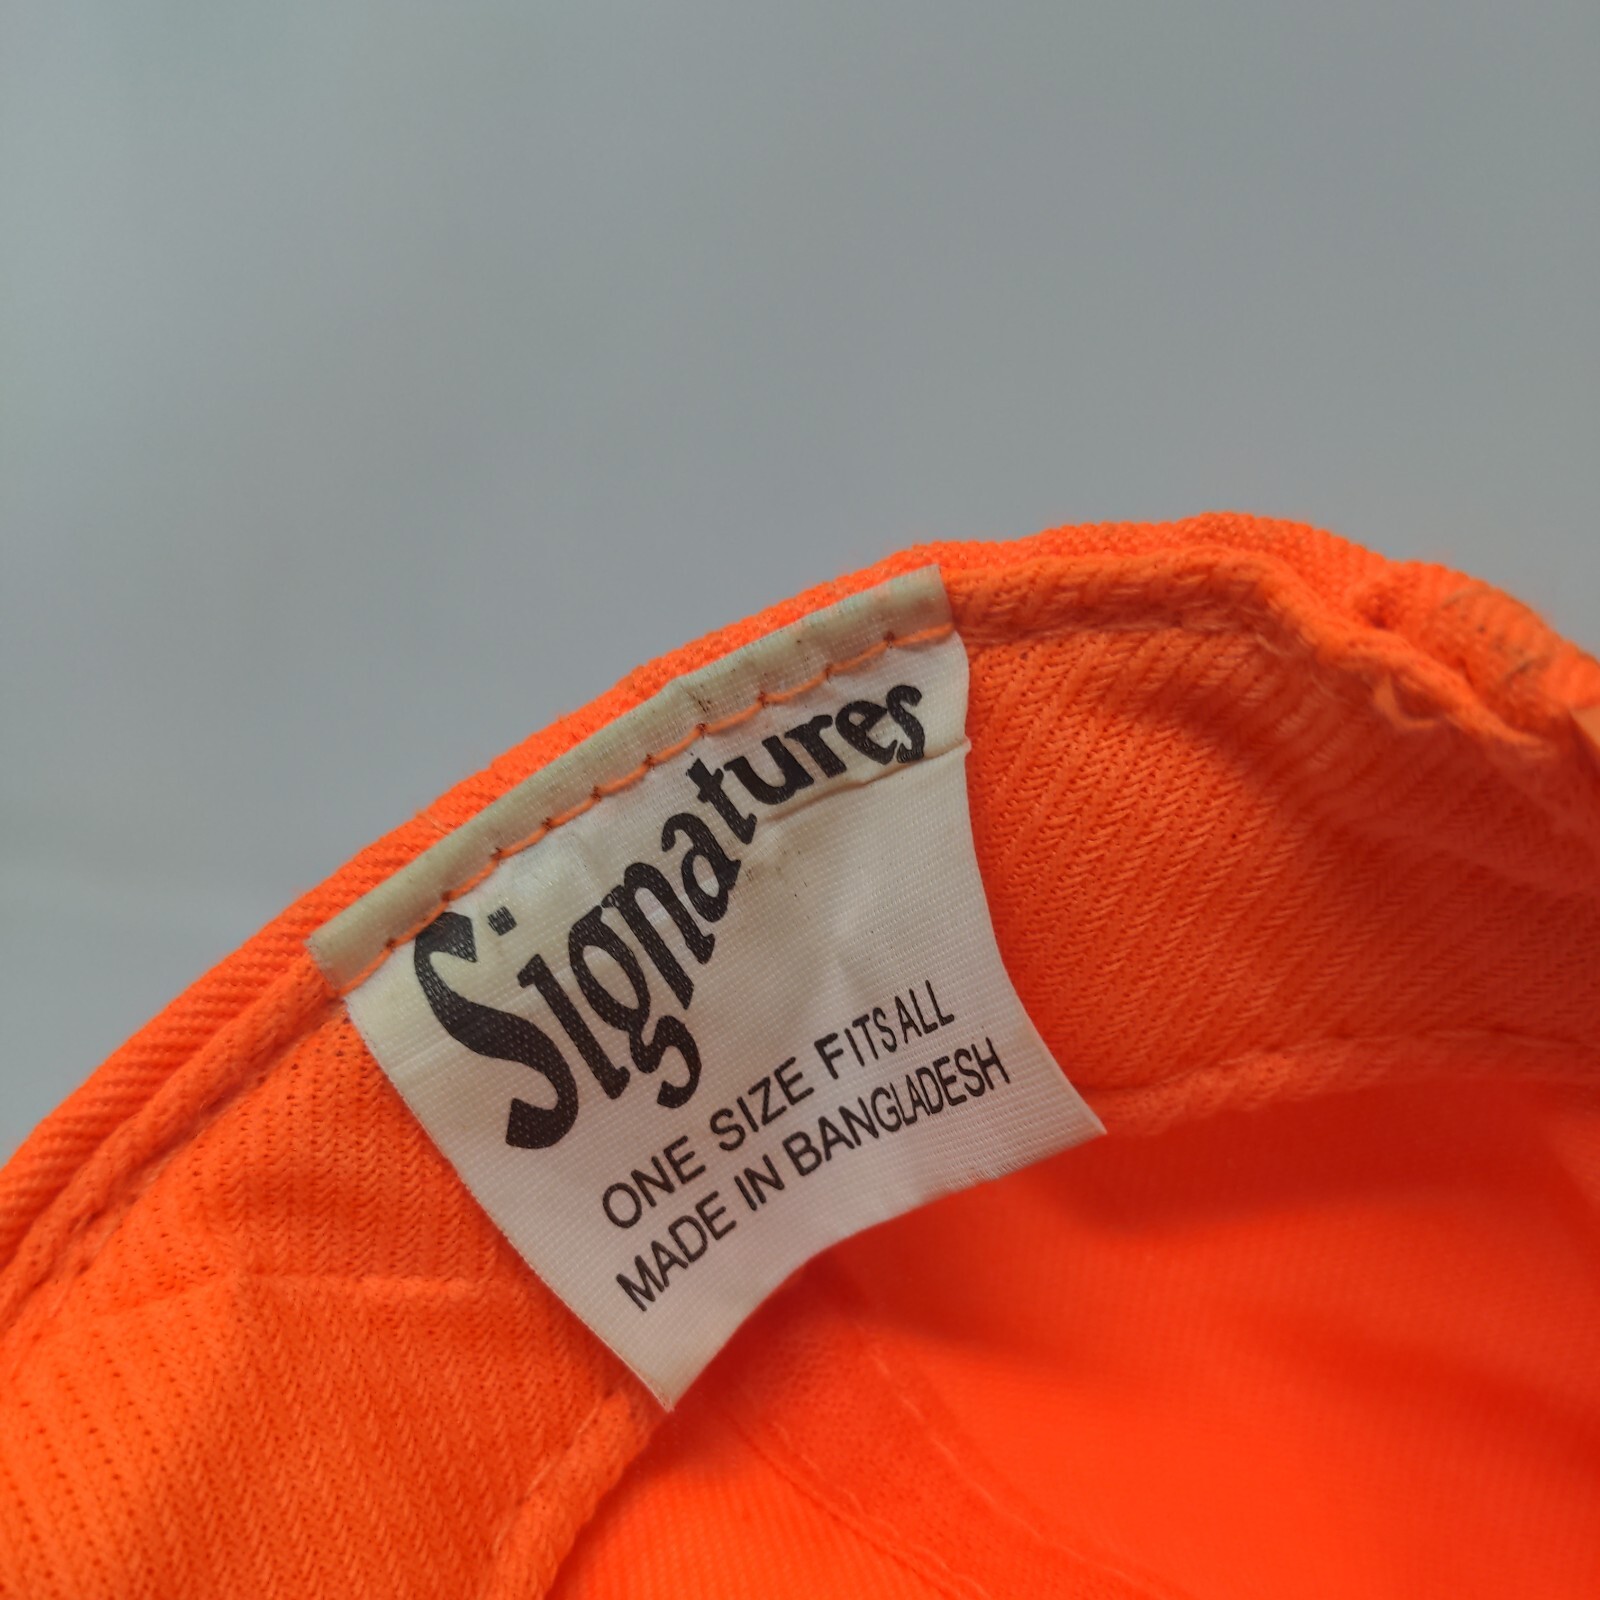 Signatures
ONE SIZE FITS ALL
MADE IN BANGLADESH